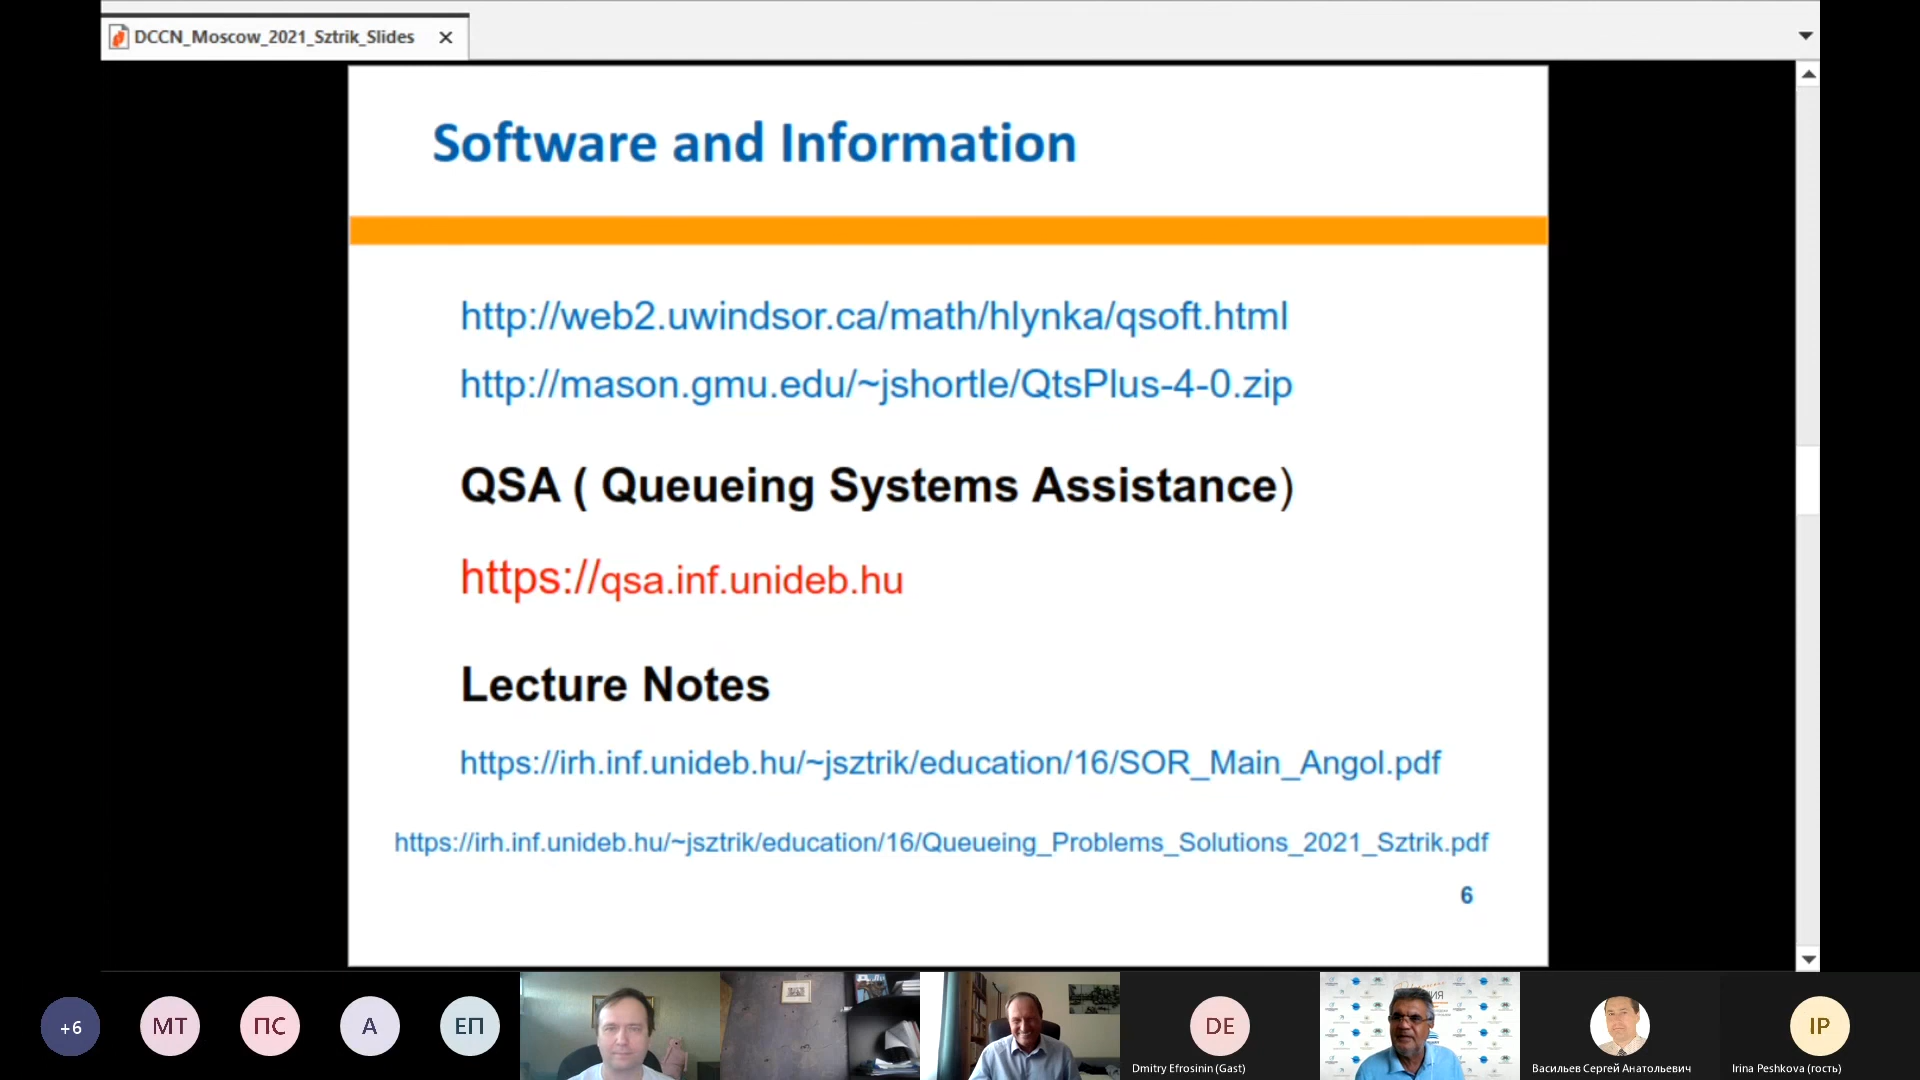 DCCN_Moscow_2021_Sztrik_Slides
Software and Information
http://web2.uwindsor.ca/math/hlynka/qsoft.html
http://mason.gmu.edu/~jshortle/QtsPlus-4-0.zip
QSA ( Queueing Systems Assistance)
https://qsa.inf.unideb.hu
Lecture Notes
https://irh.inf.unideb.hu/~jsztrik/education/16/SOR_Main_Angol.pdf
https://irh.inf.unideb.hu/~jsztrik/education/16/Queueing_Problems_Solutions_2021_Sztrik.pdf
6
+6
МТ
ПС
А
ЕП
DE
IP
Dmitry Efrosinin (Gast)
Васильев Сергей Анатольевич
Irina Peshkova (гость)